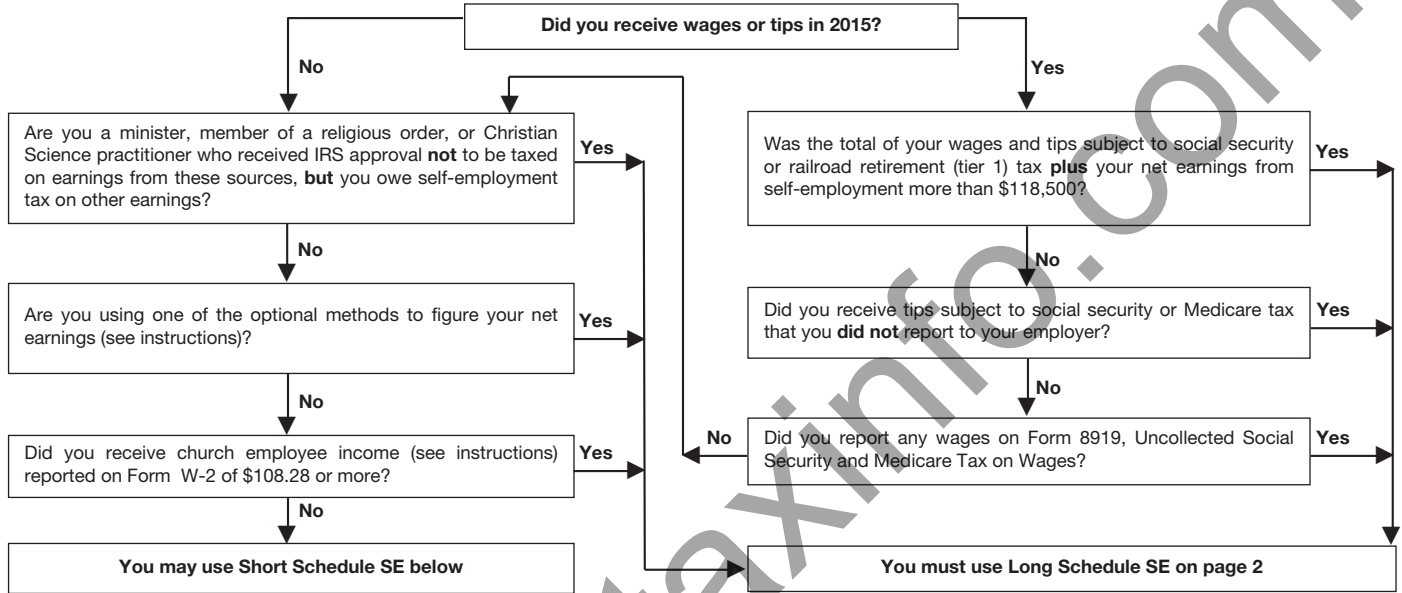 Did you receive wages or tips in 2015?
No
Yes
Are you a minister, member of a religious order, or Christian
Science practitioner who received IRS approval not to be taxed
on earnings from these sources, but you owe self-employment
tax on other earnings?
Yes
Was the total of your wages and tips subject to social security
or railroad retirement (tier 1) tax plus your net earnings from
self-employment more than $118,500?
Yes
No
No
Are you using one of the optional methods to figure your net
earnings (see instructions)?
Yes
Did you receive tips subject to social security or Medicare tax
that you did not report to your employer?
Yes
No
No
Did you receive church employee income (see instructions)
reported on Form W-2 of $108.28 or more?
Yes
No
Did you report any wages on Form 8919, Uncollected Social
Security and Medicare Tax on Wages?
Yes
No
You may use Short Schedule SE below
You must use Long Schedule SE on page 2
taxinfo.com